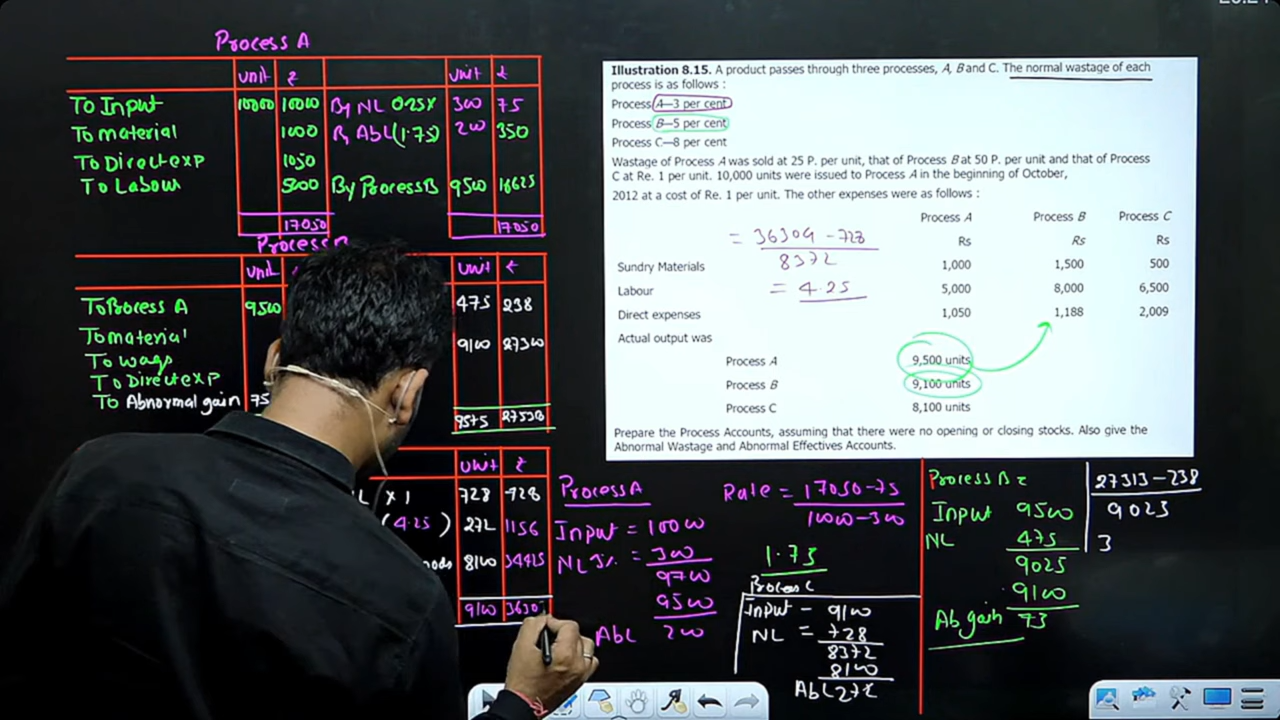 Process A
unit ₹ unit ₹
To Input 10000 10000 By NL 0.25x 300 75
To material 1000 By AbL(1.75) 200 350
To Direct exp 1050
To Labour 5000 By Process B 9500 16625
17050 17050
Process B
unit unit ₹
To Process A 9500 475 238
To material 9100 27300
To wags
To Direct exp
To Abnormal gain 75
9575 27538
unit ₹
x 1 728 728
(4.25) 272 1156
8100 34425
9100
Illustration 8.15. A product passes through three processes, A, B and C. The normal wastage of each
process is as follows :
Process A—3 per cent
Process B—5 per cent
Process C—8 per cent
Wastage of Process A was sold at 25 P. per unit, that of Process B at 50 P. per unit and that of Process
C at Re. 1 per unit. 10,000 units were issued to Process A in the beginning of October,
2012 at a cost of Re. 1 per unit. The other expenses were as follows :
Process A Process B Process C
Rs Rs Rs
Sundry Materials 1,000 1,500 500
Labour 5,000 8,000 6,500
Direct expenses 1,050 1,188 2,009
Actual output was
Process A 9,500 units
Process B 9,100 units
Process C 8,100 units
Prepare the Process Accounts, assuming that there were no opening or closing stocks. Also give the
Abnormal Wastage and Abnormal Effectives Accounts.
= 36309 - 728
8372
= 4.25
Process A
Input = 10000
NL 3% = 300
9700
9500
AbL 200
Rate = 17050-75
10000-300
1.75
Process C
Input - 9100
NL = 728
8372
8100
AbL 272
Process B =
Input 9500
NL 475
9025
9100
Ab gain 75
27313-238
9025
3